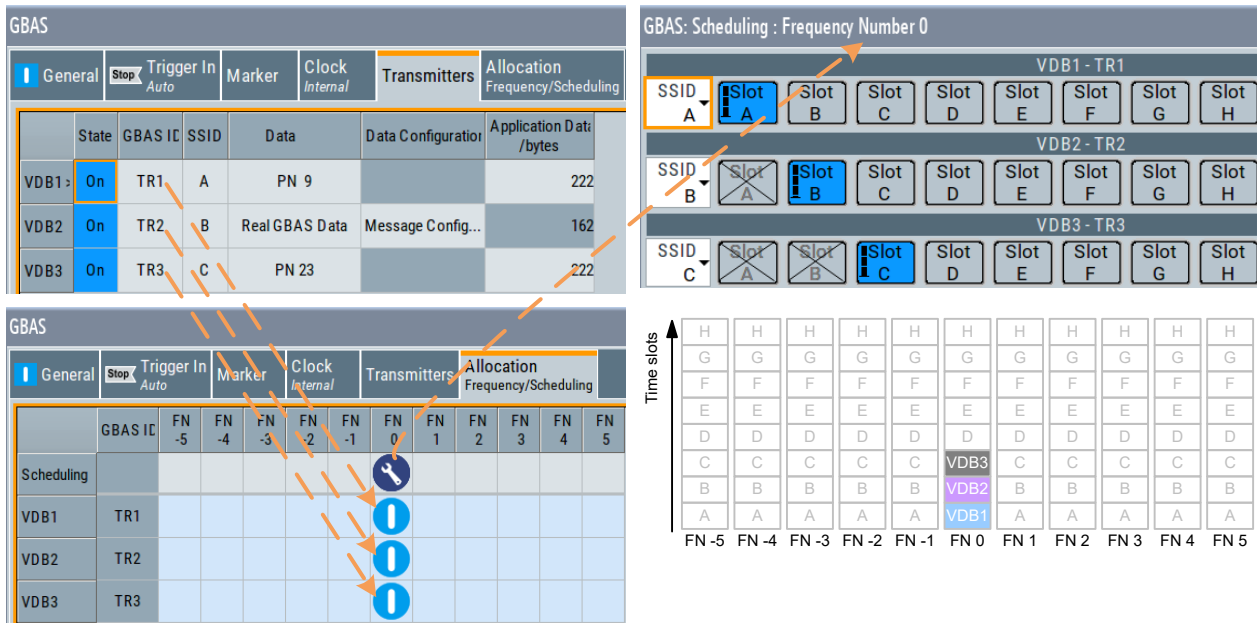 GBAS
General Stop Trigger In Auto Marker Clock Internal Transmitters Allocation Frequency/Scheduling
State GBAS ID SSID Data Data Configuration Application Data /bytes
VDB1 On TR1 A PN 9 222
VDB2 On TR2 B Real GBAS Data Message Config... 162
VDB3 On TR3 C PN 23 222
GBAS: Scheduling : Frequency Number 0
VDB1 - TR1
SSID A Slot A Slot B Slot C Slot D Slot E Slot F Slot G Slot H
VDB2 - TR2
SSID B Slot A Slot B Slot C Slot D Slot E Slot F Slot G Slot H
VDB3 - TR3
SSID C Slot A Slot B Slot C Slot D Slot E Slot F Slot G Slot H
GBAS
General Stop Trigger In Auto Marker Clock Internal Transmitters Allocation Frequency/Scheduling
GBAS ID FN -5 FN -4 FN -3 FN -2 FN -1 FN 0 FN 1 FN 2 FN 3 FN 4 FN 5
Scheduling
VDB1 TR1
VDB2 TR2
VDB3 TR3
Time slots
H H H H H H H H H H H
G G G G G G G G G G G
F F F F F F F F F F F
E E E E E E E E E E E
D D D D D D D D D D D
C C C C C VDB3 C C C C C
B B B B B VDB2 B B B B B
A A A A A VDB1 A A A A A
FN -5 FN -4 FN -3 FN -2 FN -1 FN 0 FN 1 FN 2 FN 3 FN 4 FN 5